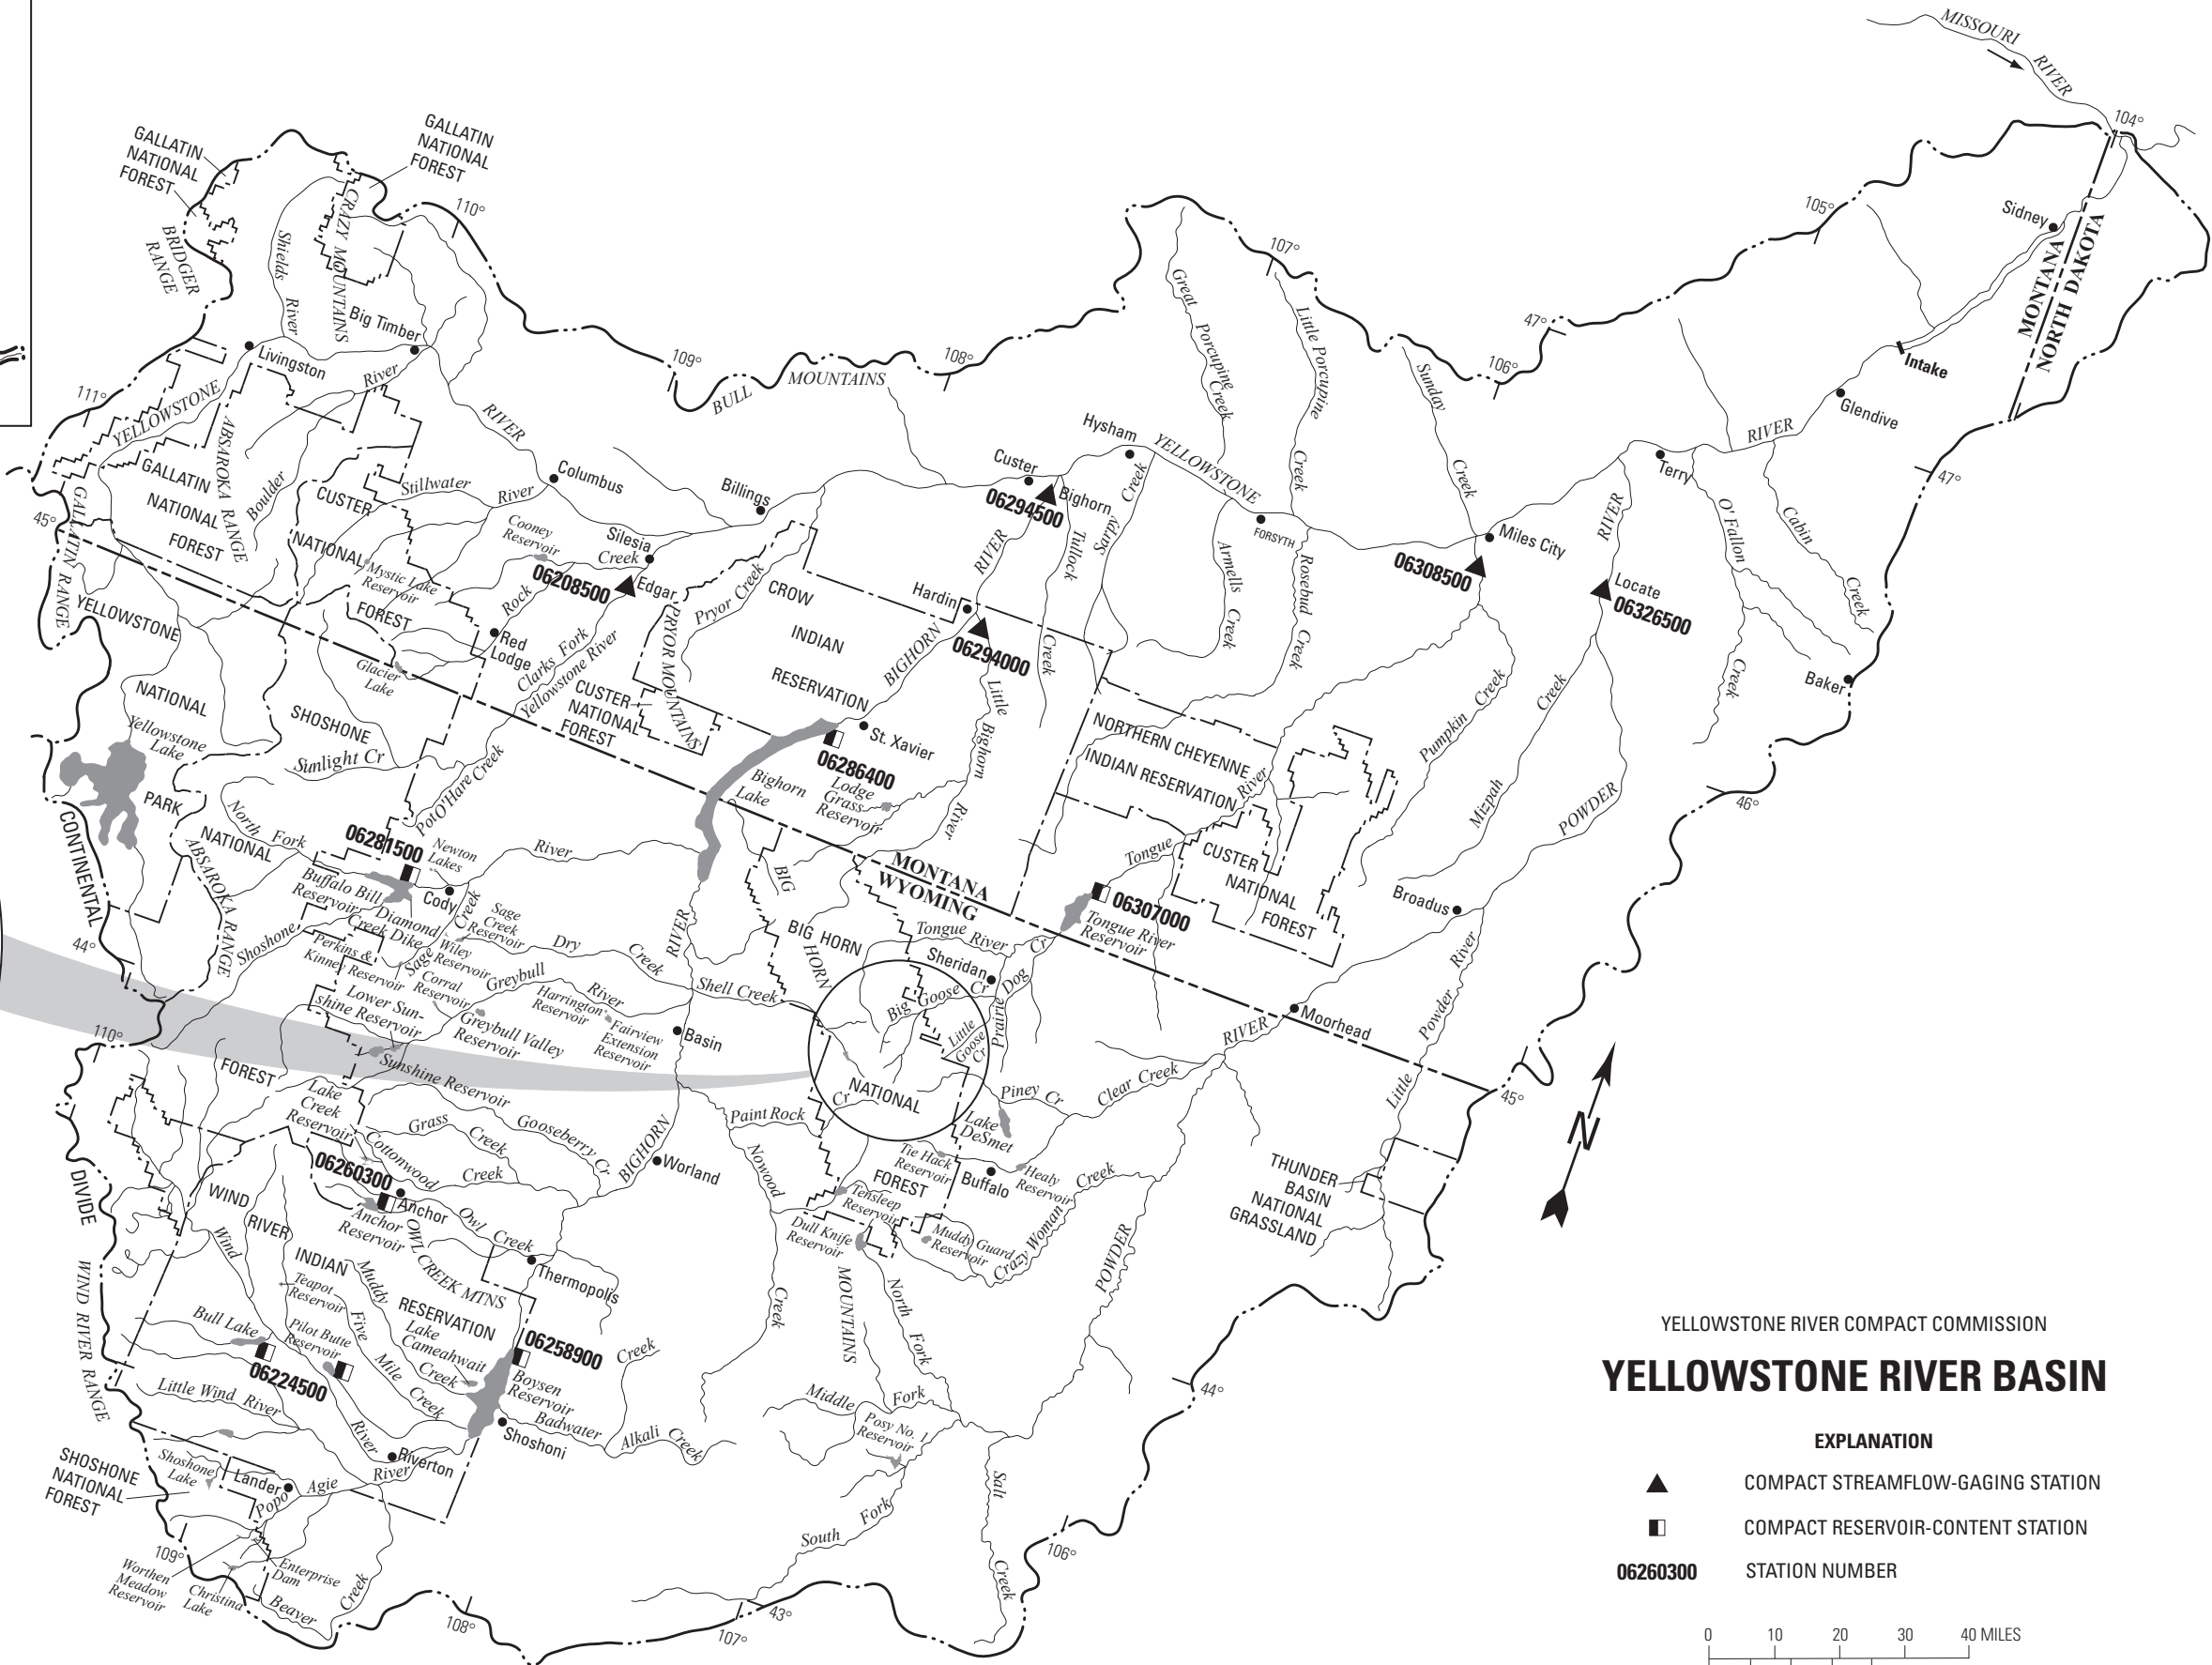 MISSOURI
RIVER
104°
GALLATIN
NATIONAL
FOREST
GALLATIN
NATIONAL
FOREST
BRIDGER
RANGE
Shields
River
CRAZY MOUNTAINS
110°
Big Timber
Livingston
River
109°
BULL
MOUNTAINS
108°
107°
Great
Porcupine
Creek
Little Porcupine
Creek
Sunday
Creek
47°
106°
105°
Sidney
MONTANA
NORTH DAKOTA
Intake
Glendive
RIVER
Terry
47°
111°
YELLOWSTONE
RIVER
ABSAROKA RANGE
Boulder
GALLATIN
NATIONAL
FOREST
GALLATIN RANGE
45°
CUSTER
NATIONAL
FOREST
Stillwater
River
Columbus
Billings
Cooney
Reservoir
Silesia
Creek
Mystic Lake
Reservoir
06208500
Edgar
Rock
Red
Lodge
Clarks Fork
Yellowstone River
Glacier
Lake
CUSTER
NATIONAL
FOREST
PRYOR MOUNTAINS
Pryor Creek
CROW
INDIAN
RESERVATION
Hysham
YELLOWSTONE
Custer
Bighorn
06294500
RIVER
Tullock
Creek
Sarpy
Creek
FORSYTH
Armells
Creek
Rosebud
Creek
06308500
Miles City
RIVER
Locate
06326500
O'Fallon
Creek
Cabin
Creek
Baker
Hardin
06294000
BIGHORN
Little
Bighorn
River
St. Xavier
06286400
Bighorn
Lake
Lodge
Grass
Reservoir
NORTHERN CHEYENNE
INDIAN RESERVATION
River
Tongue
Pumpkin
Creek
Mizpah
Creek
POWDER
46°
YELLOWSTONE
NATIONAL
PARK
Yellowstone
Lake
SHOSHONE
NATIONAL
Sunlight Cr
Pat O'Hare Creek
CONTINENTAL
North
Fork
ABSAROKA RANGE
06281500
Newton
Lakes
River
Buffalo Bill
Reservoir
Cody
Diamond
Creek Dike
Creek
Sage
Sage
Creek
Reservoir
Wiley
Reservoir
Shoshone
Perkins &
Kinney Reservoir
Corral
Reservoir
Dry
Creek
RIVER
Greybull
River
Harrington
Reservoir
Fairview
Extension
Reservoir
Lower Sun-
shine Reservoir
Greybull Valley
Reservoir
Sunshine Reservoir
44°
110°
Basin
Shell Creek
BIG
HORN
BIG HORN
MONTANA
WYOMING
Tongue
River
Sheridan
Cr
Dog
Prairie
Big
Goose
Cr
Little
Goose
Cr
06307000
Tongue River
Reservoir
CUSTER
NATIONAL
FOREST
Broadus
Moorhead
RIVER
River
Powder
Little
45°
N
NATIONAL
Piney Cr
Clear Creek
Lake
DeSmet
Paint Rock
Cr
Nowood
Creek
FOREST
Lake
Creek
Reservoir
Cottonwood
Creek
Grass
Creek
Gooseberry Cr.
BIGHORN
Worland
06260300
Anchor
Anchor
Reservoir
Owl
Creek
OWL CREEK MTNS
Thermopolis
Tie Hack
Reservoir
FOREST
Buffalo
Healy
Reservoir
Tensleep
Reservoir
Dull Knife
Reservoir
Muddy Guard
Reservoir
Crazy Woman
Creek
MOUNTAINS
North
Fork
POWDER
THUNDER
BASIN
NATIONAL
GRASSLAND
DIVIDE
WIND RIVER RANGE
WIND
RIVER
INDIAN
RESERVATION
Wind
River
Teapot
Reservoir
Muddy
Creek
Five
Mile
Creek
Lake
Cameahwait
Bull Lake
Pilot Butte
Reservoir
06224500
06258900
Boysen
Reservoir
Little Wind River
Badwater
Creek
Alkali
Creek
Shoshoni
Riverton
Middle
Fork
Posy No. 1
Reservoir
South
Fork
Salt
Creek
44°
SHOSHONE
NATIONAL
FOREST
Shoshone
Lake
Lander
Popo
Agie
River
109°
Worthen
Meadow
Reservoir
Christina
Lake
Enterprise
Dam
Beaver
Creek
108°
107°
43°
106°
YELLOWSTONE RIVER COMPACT COMMISSION
YELLOWSTONE RIVER BASIN
EXPLANATION
COMPACT STREAMFLOW-GAGING STATION
COMPACT RESERVOIR-CONTENT STATION
06260300 STATION NUMBER
0 10 20 30 40 MILES